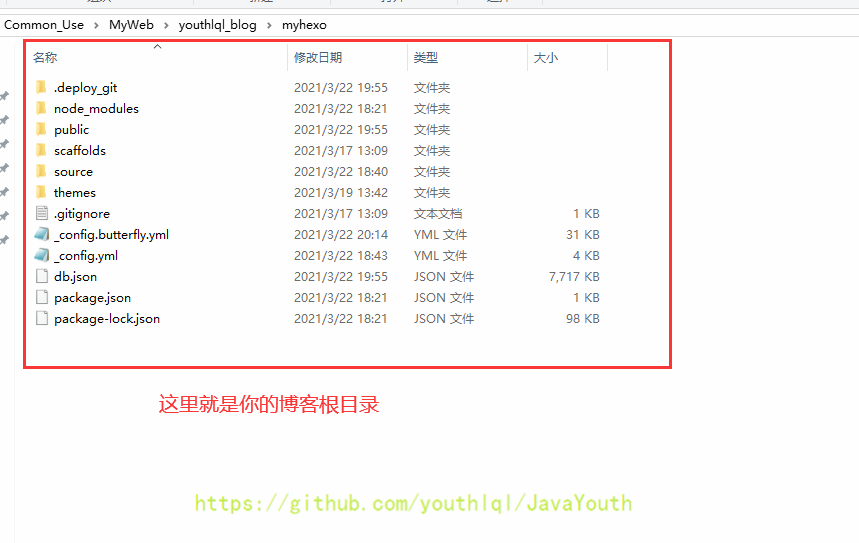 Common_Use > MyWeb > youthlql_blog > myhexo
名称 修改日期 类型 大小
.deploy_git 2021/3/22 19:55 文件夹
node_modules 2021/3/22 18:21 文件夹
public 2021/3/22 19:55 文件夹
scaffolds 2021/3/17 13:09 文件夹
source 2021/3/22 18:40 文件夹
themes 2021/3/19 13:42 文件夹
.gitignore 2021/3/17 13:09 文本文档 1 KB
_config.butterfly.yml 2021/3/22 20:14 YML 文件 31 KB
_config.yml 2021/3/22 18:43 YML 文件 4 KB
db.json 2021/3/22 19:55 JSON 文件 7,717 KB
package.json 2021/3/22 18:21 JSON 文件 1 KB
package-lock.json 2021/3/22 18:21 JSON 文件 98 KB
这里就是你的博客根目录
https://github.com/youthlql/JavaYouth